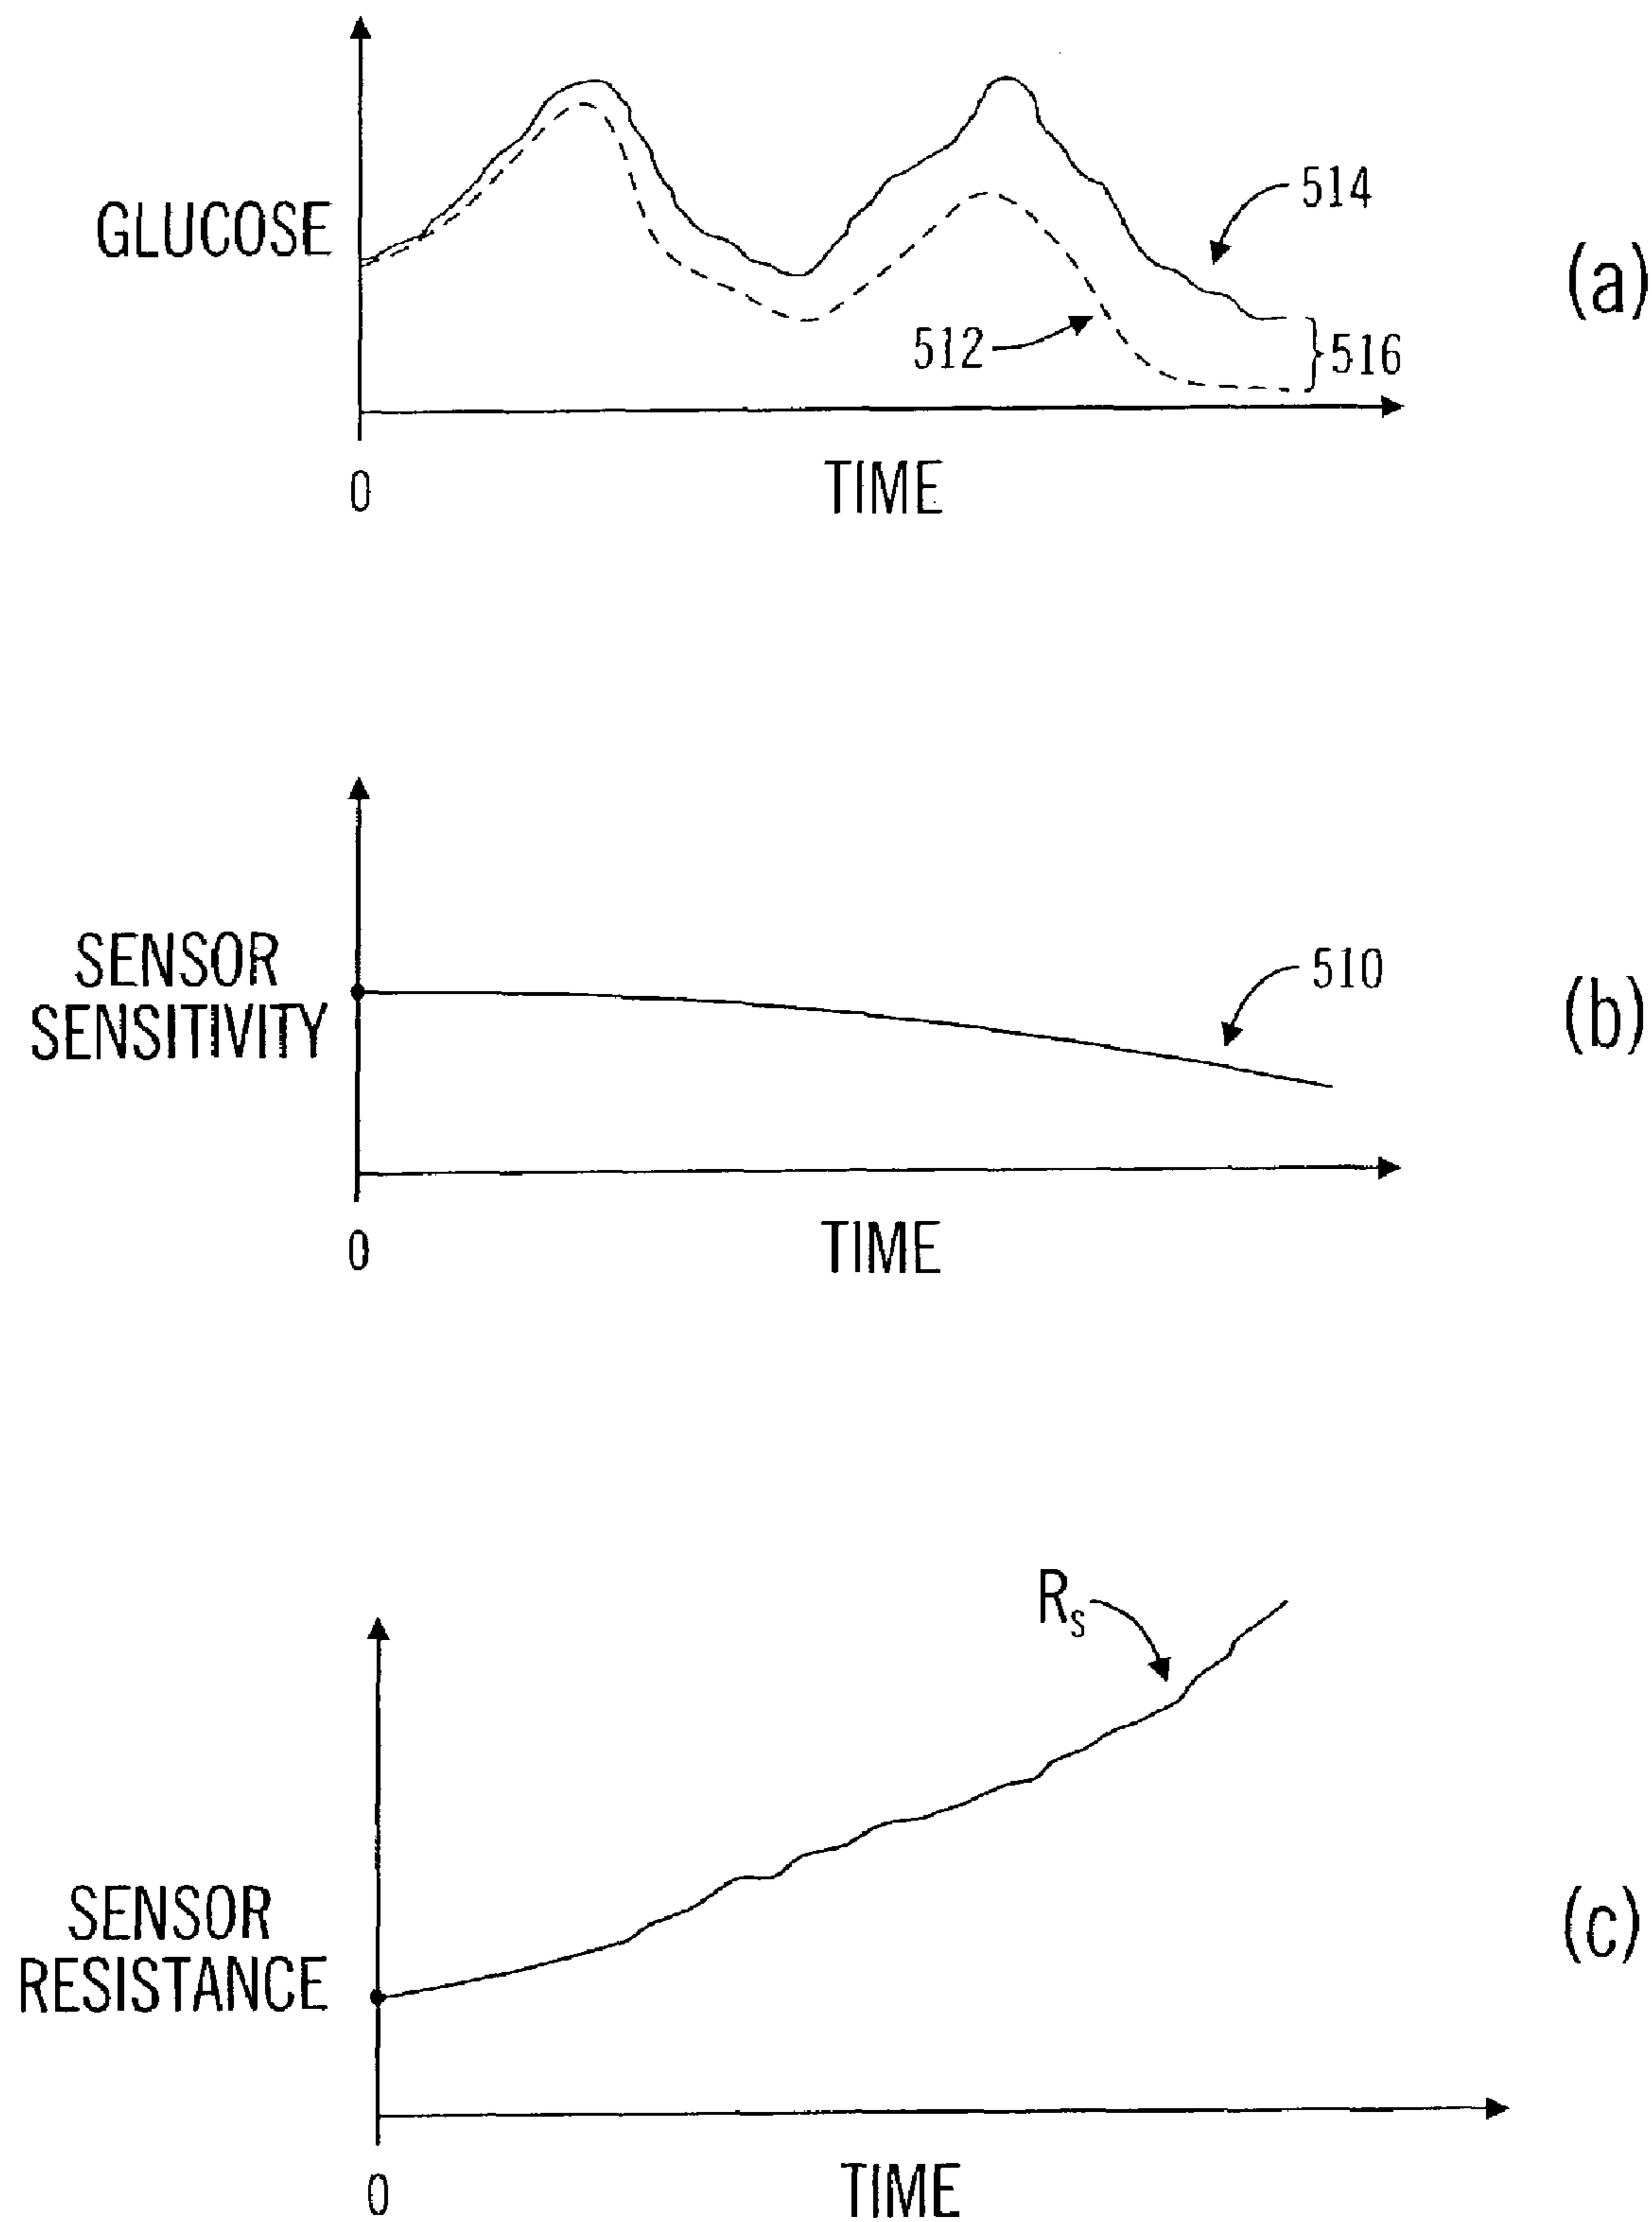 GLUCOSE
514
(a)
512
516
0
TIME
SENSOR
SENSITIVITY
510
(b)
0
TIME
Rs
SENSOR
RESISTANCE
(c)
0
TIME